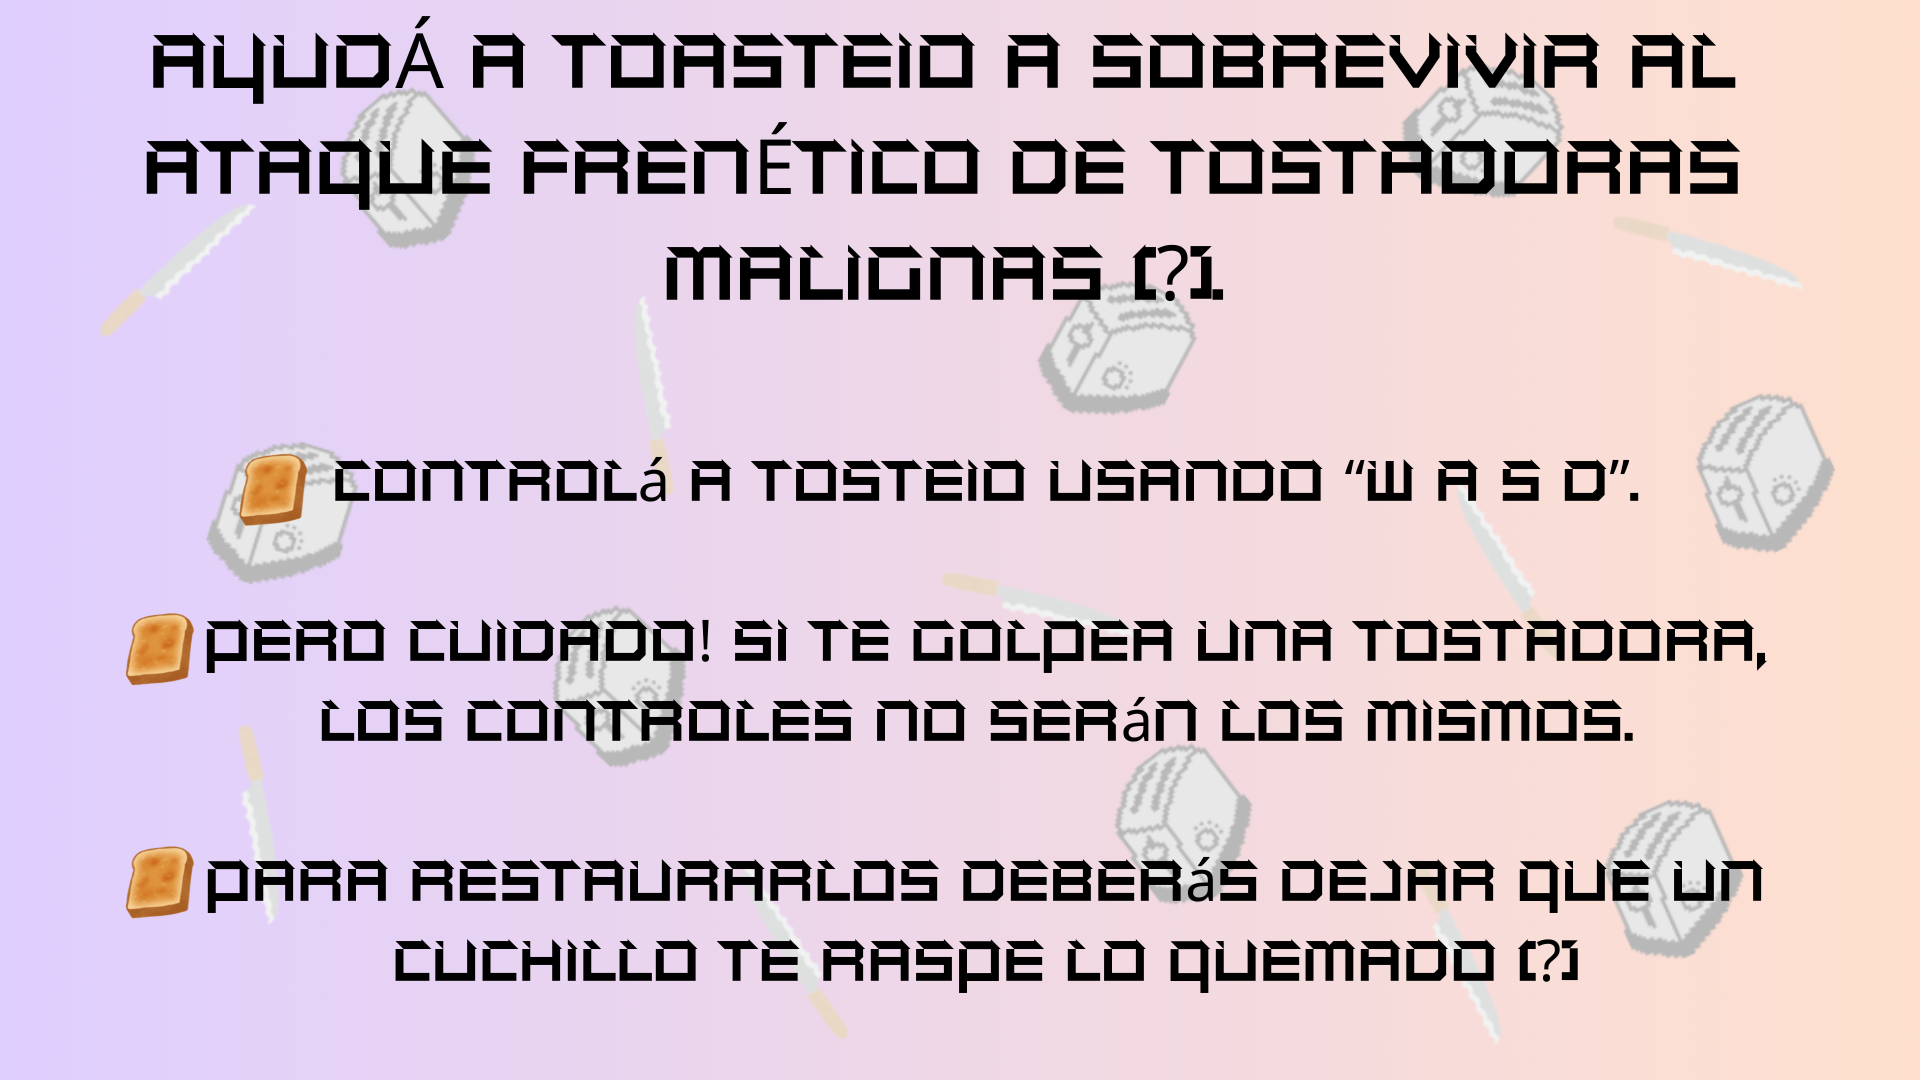 AYUDÁ A TOASTEIO A SOBREVIVIR AL
ATAQUE FRENÉTICO DE TOSTADORAS
MALIGNAS (?).
CONTROLá A TOSTEIO USANDO “W A S D”.
PERO CUIDADO! SI TE GOLPEA UNA TOSTADORA,
LOS CONTROLES NO SERáN LOS MISMOS.
PARA RESTAURARLOS DEBERáS DEJAR QUE UN
CUCHILLO TE RASPE LO QUEMADO (?)